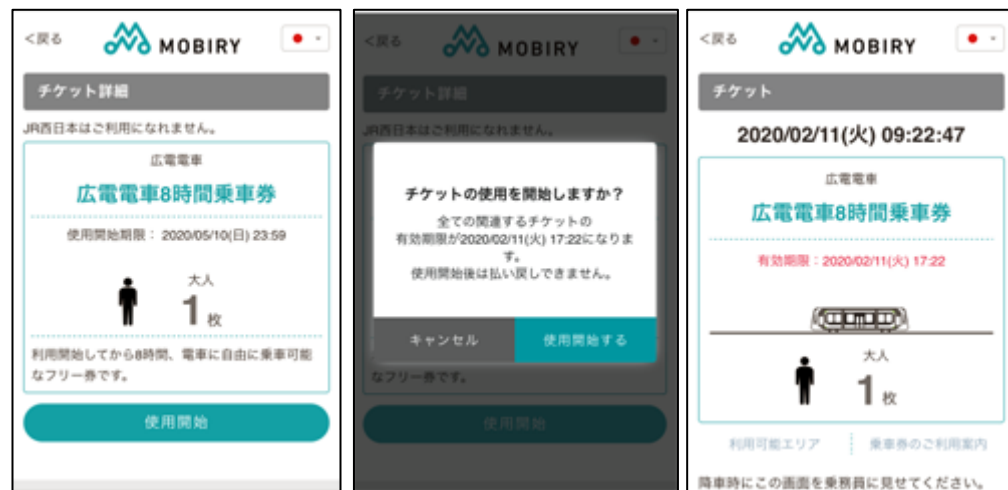 <戻る
MOBIRY
チケット詳細
JR西日本はご利用になれません。
広電電車
広電電車8時間乗車券
使用開始期限： 2020/05/10(日) 23:59
大人
1枚
利用開始してから8時間、電車に自由に乗車可能
なフリー券です。
使用開始
<戻る
MOBIRY
チケット詳細
JR西日本はご利用になれません。
チケットの使用を開始しますか？
全ての関連するチケットの
有効期限が2020/02/11(火) 17:22になりま
す。
使用開始後は払い戻しできません。
キャンセル
使用開始する
なフリー券です。
使用開始
<戻る
MOBIRY
チケット
2020/02/11(火) 09:22:47
広電電車
広電電車8時間乗車券
有効期限：2020/02/11(火) 17:22
大人
1枚
利用可能エリア
乗車券のご利用案内
降車時にこの画面を乗務員に見せてください。